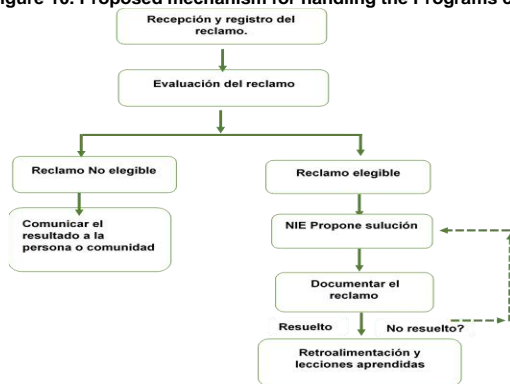 gure 10. Proposed mechanism for handling the Programs c
Recepción y registro del
reclamo.
Evaluación del reclamo
Reclamo No elegible
Reclamo elegible
Comunicar el
resultado a la
persona o comunidad
NIE Propone sulución
Documentar el
reclamo
Resuelto
No resuelto?
Retroalimentación y
lecciones aprendidas